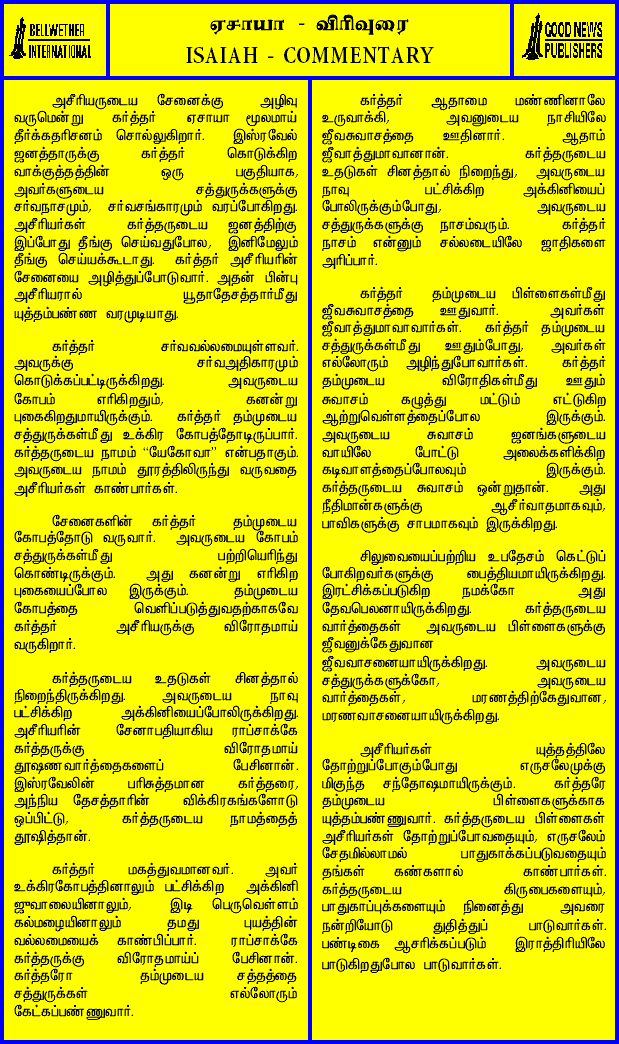 BELLWETHER
INTERNATIONAL
ஏசாயா - விரிவுரை
ISAIAH - COMMENTARY
GOOD NEWS
PUBLISHERS
அசீரியருடைய சேனைக்கு அழிவு
வருமென்று கர்த்தர் ஏசாயா மூலமாய்
தீர்க்கதரிசனம் சொல்லுகிறார். இஸ்ரவேல்
ஜனத்தாருக்கு கர்த்தர் கொடுக்கிற
வாக்குத்தத்தின் ஒரு பகுதியாக,
அவர்களுடைய சத்துருக்களுக்கு
சர்வநாசமும், சர்வசங்காரமும் வரப்போகிறது.
அசீரியர்கள் கர்த்தருடைய ஜனத்திற்கு
இப்போது தீங்கு செய்வதுபோல, இனிமேலும்
தீங்கு செய்யக்கூடாது. கர்த்தர் அசீரியரின்
சேனையை அழித்துப்போடுவார். அதன் பின்பு
அசீரியரால் யூதாதேசத்தார்மீது
யுத்தம்பண்ண வரமுடியாது.
கர்த்தர் சர்வவல்லமையுள்ளவர்.
அவருக்கு சர்வஅதிகாரமும்
கொடுக்கப்பட்டிருக்கிறது. அவருடைய
கோபம் எரிகிறதும், கனன்று
புகைகிறதுமாயிருக்கும். கர்த்தர் தம்முடைய
சத்துருக்கள்மீது உக்கிர கோபத்தோடிருப்பார்.
கர்த்தருடைய நாமம் “யேகோவா” என்பதாகும்.
அவருடைய நாமம் தூரத்திலிருந்து வருவதை
அசீரியர்கள் காண்பார்கள்.
சேனைகளின் கர்த்தர் தம்முடைய
கோபத்தோடு வருவார். அவருடைய கோபம்
சத்துருக்கள்மீது பற்றியெரிந்து
கொண்டிருக்கும். அது கனன்று எரிகிற
புகையைப்போல இருக்கும். தம்முடைய
கோபத்தை வெளிப்படுத்துவதற்காகவே
கர்த்தர் அசீரியருக்கு விரோதமாய்
வருகிறார்.
கர்த்தருடைய உதடுகள் சினத்தால்
நிறைந்திருக்கிறது. அவருடைய நாவு
பட்சிக்கிற அக்கினியைப்போலிருக்கிறது.
அசீரியரின் சேனாபதியாகிய ராப்சாக்கே
கர்த்தருக்கு விரோதமாய்
தூஷணவார்த்தைகளைப் பேசினான்.
இஸ்ரவேலின் பரிசுத்தமான கர்த்தரை,
அந்நிய தேசத்தாரின் விக்கிரகங்களோடு
ஒப்பிட்டு, கர்த்தருடைய நாமத்தைத்
தூஷித்தான்.
கர்த்தர் மகத்துவமானவர். அவர்
உக்கிரகோபத்தினாலும் பட்சிக்கிற அக்கினி
ஜுவாலையினாலும், இடி பெருவெள்ளம்
கல்மழையினாலும் தமது புயத்தின்
வல்லமையைக் காண்பிப்பார். ராப்சாக்கே
கர்த்தருக்கு விரோதமாய்ப் பேசினான்.
கர்த்தரோ தம்முடைய சத்தத்தை
சத்துருக்கள் எல்லோரும்
கேட்கப்பண்ணுவார்.
கர்த்தர் ஆதாமை மண்ணினாலே
உருவாக்கி, அவனுடைய நாசியிலே
ஜீவசுவாசத்தை ஊதினார். ஆதாம்
ஜீவாத்துமாவானான். கர்த்தருடைய
உதடுகள் சினத்தால் நிறைந்து, அவருடைய
நாவு பட்சிக்கிற அக்கினியைப்
போலிருக்கும்போது, அவருடைய
சத்துருக்களுக்கு நாசம்வரும். கர்த்தர்
நாசம் என்னும் சல்லடையிலே ஜாதிகளை
அரிப்பார்.
கர்த்தர் தம்முடைய பிள்ளைகள்மீது
ஜீவசுவாசத்தை ஊதுவார். அவர்கள்
ஜீவாத்துமாவாவார்கள். கர்த்தர் தம்முடைய
சத்துருக்கள்மீது ஊதும்போது, அவர்கள்
எல்லோரும் அழிந்துபோவார்கள். கர்த்தர்
தம்முடைய விரோதிகள்மீது ஊதும்
சுவாசம் கழுத்து மட்டும் எட்டுகிற
ஆற்றுவெள்ளத்தைப்போல இருக்கும்.
அவருடைய சுவாசம் ஜனங்களுடைய
வாயிலே போட்டு அலைக்களிக்கிற
கடிவாளத்தைப்போலவும் இருக்கும்.
கர்த்தருடைய சுவாசம் ஒன்றுதான். அது
நீதிமான்களுக்கு ஆசீர்வாதமாகவும்,
பாவிகளுக்கு சாபமாகவும் இருக்கிறது.
சிலுவையைப்பற்றிய உபதேசம் கெட்டுப்
போகிறவர்களுக்கு பைத்தியமாயிருக்கிறது.
இரட்சிக்கப்படுகிற நமக்கோ அது
தேவபெலனாயிருக்கிறது. கர்த்தருடைய
வார்த்தைகள் அவருடைய பிள்ளைகளுக்கு
ஜீவனுக்கேதுவான
ஜீவவாசனையாயிருக்கிறது. அவருடைய
சத்துருக்களுக்கோ, அவருடைய
வார்த்தைகள், மரணத்திற்கேதுவான,
மரணவாசனையாயிருக்கிறது.
அசீரியர்கள் யுத்தத்திலே
தோற்றுப்போகும்போது எருசலேமுக்கு
மிகுந்த சந்தோஷமாயிருக்கும். கர்த்தரே
தம்முடைய பிள்ளைகளுக்காக
யுத்தம்பண்ணுவார். கர்த்தருடைய பிள்ளைகள்
அசீரியர்கள் தோற்றுப்போவதையும், எருசலேம்
சேதமில்லாமல் பாதுகாக்கப்படுவதையும்
தங்கள் கண்களால் காண்பார்கள்.
கர்த்தருடைய கிருபைகளையும்,
பாதுகாப்புக்களையும் நினைத்து அவரை
நன்றியோடு துதித்துப் பாடுவார்கள்.
பண்டிகை ஆசரிக்கப்படும் இராத்திரியிலே
பாடுகிறதுபோல பாடுவார்கள்.